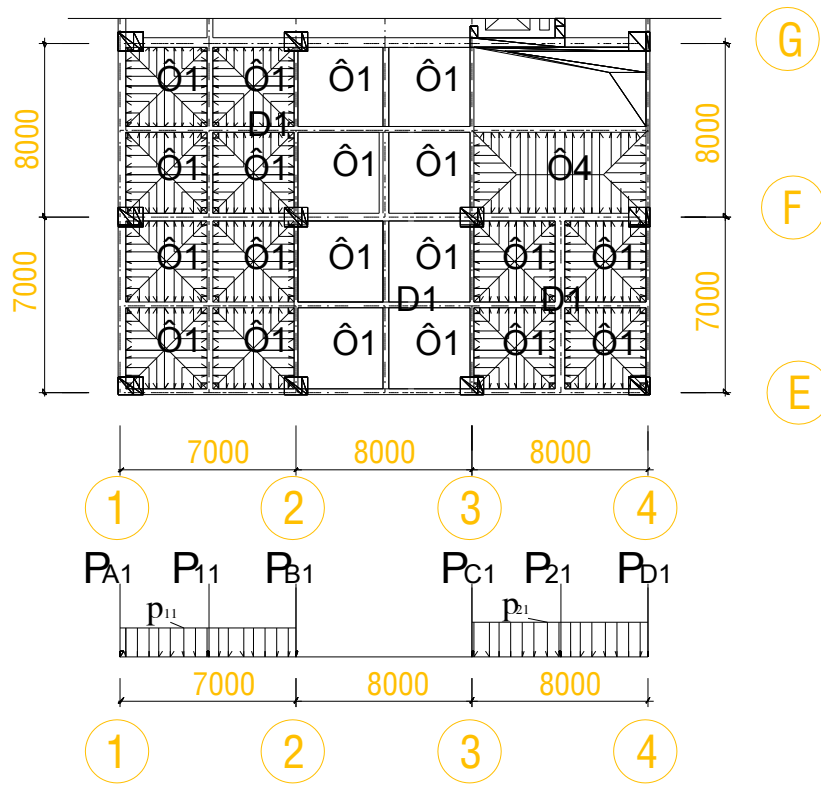 G
Ô1 Ô1 Ô1 Ô1
D1
8000 8000
Ô1 Ô1 Ô1 Ô1 Ô4
F
Ô1 Ô1 Ô1 Ô1 Ô1 Ô1
7000 D1 D1 7000
Ô1 Ô1 Ô1 Ô1 Ô1 Ô1
E
7000 8000 8000
1 2 3 4
PA1 P11 PB1 PC1 P21 PD1
p11 p21
7000 8000 8000
1 2 3 4